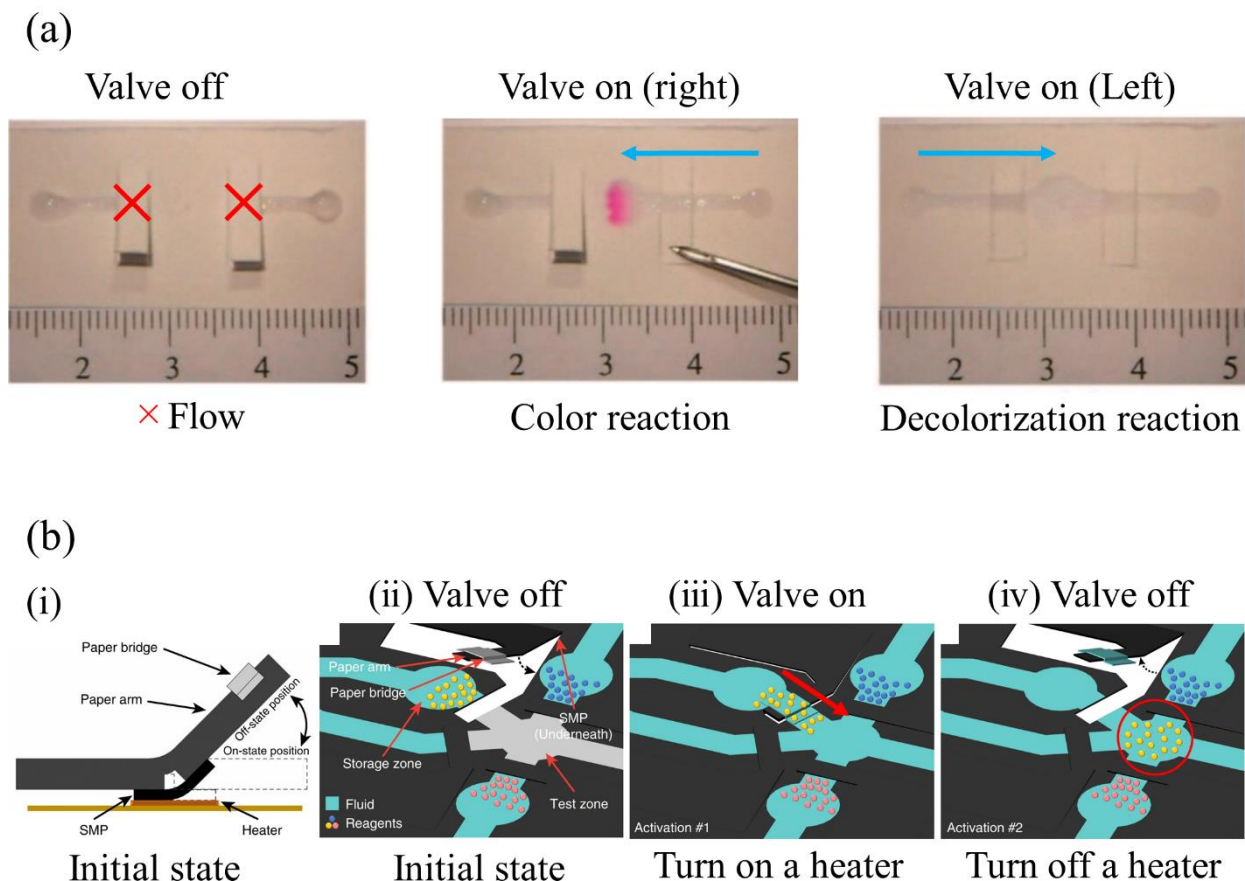 (a)
Valve off
Valve on (right)
Valve on (Left)
2 3 4 5
2 3 4 5
2 3 4 5
× Flow
Color reaction
Decolorization reaction
(b)
(i)
(ii) Valve off
(iii) Valve on
(iv) Valve off
Paper bridge
Paper arm
Off-state position
On-state position
SMP
Heater
Paper arm
Paper bridge
SMP
(Underneath)
Storage zone
Test zone
Fluid
Reagents
Activation #1
Activation #2
Initial state
Initial state
Turn on a heater
Turn off a heater